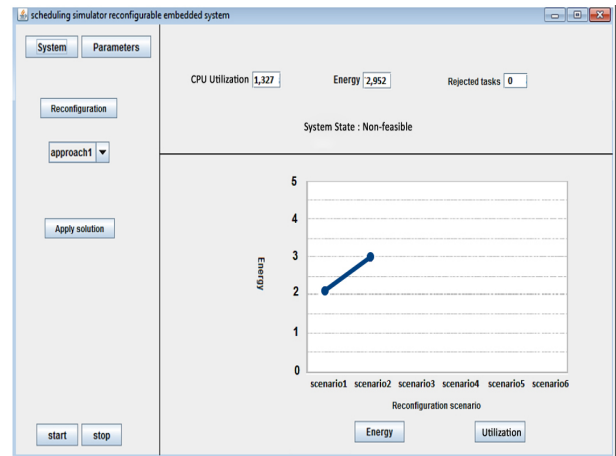 scheduling simulator reconfigurable embedded system
System Parameters
CPU Utilization 1,327 Energy 2,952 Rejected tasks 0
Reconfiguration
System State : Non-feasible
approach1
Apply solution
5
4
3
2
1
0
Energy
scenario1 scenario2 scenario3 scenario4 scenario5 scenario6
Reconfiguration scenario
start stop Energy Utilization